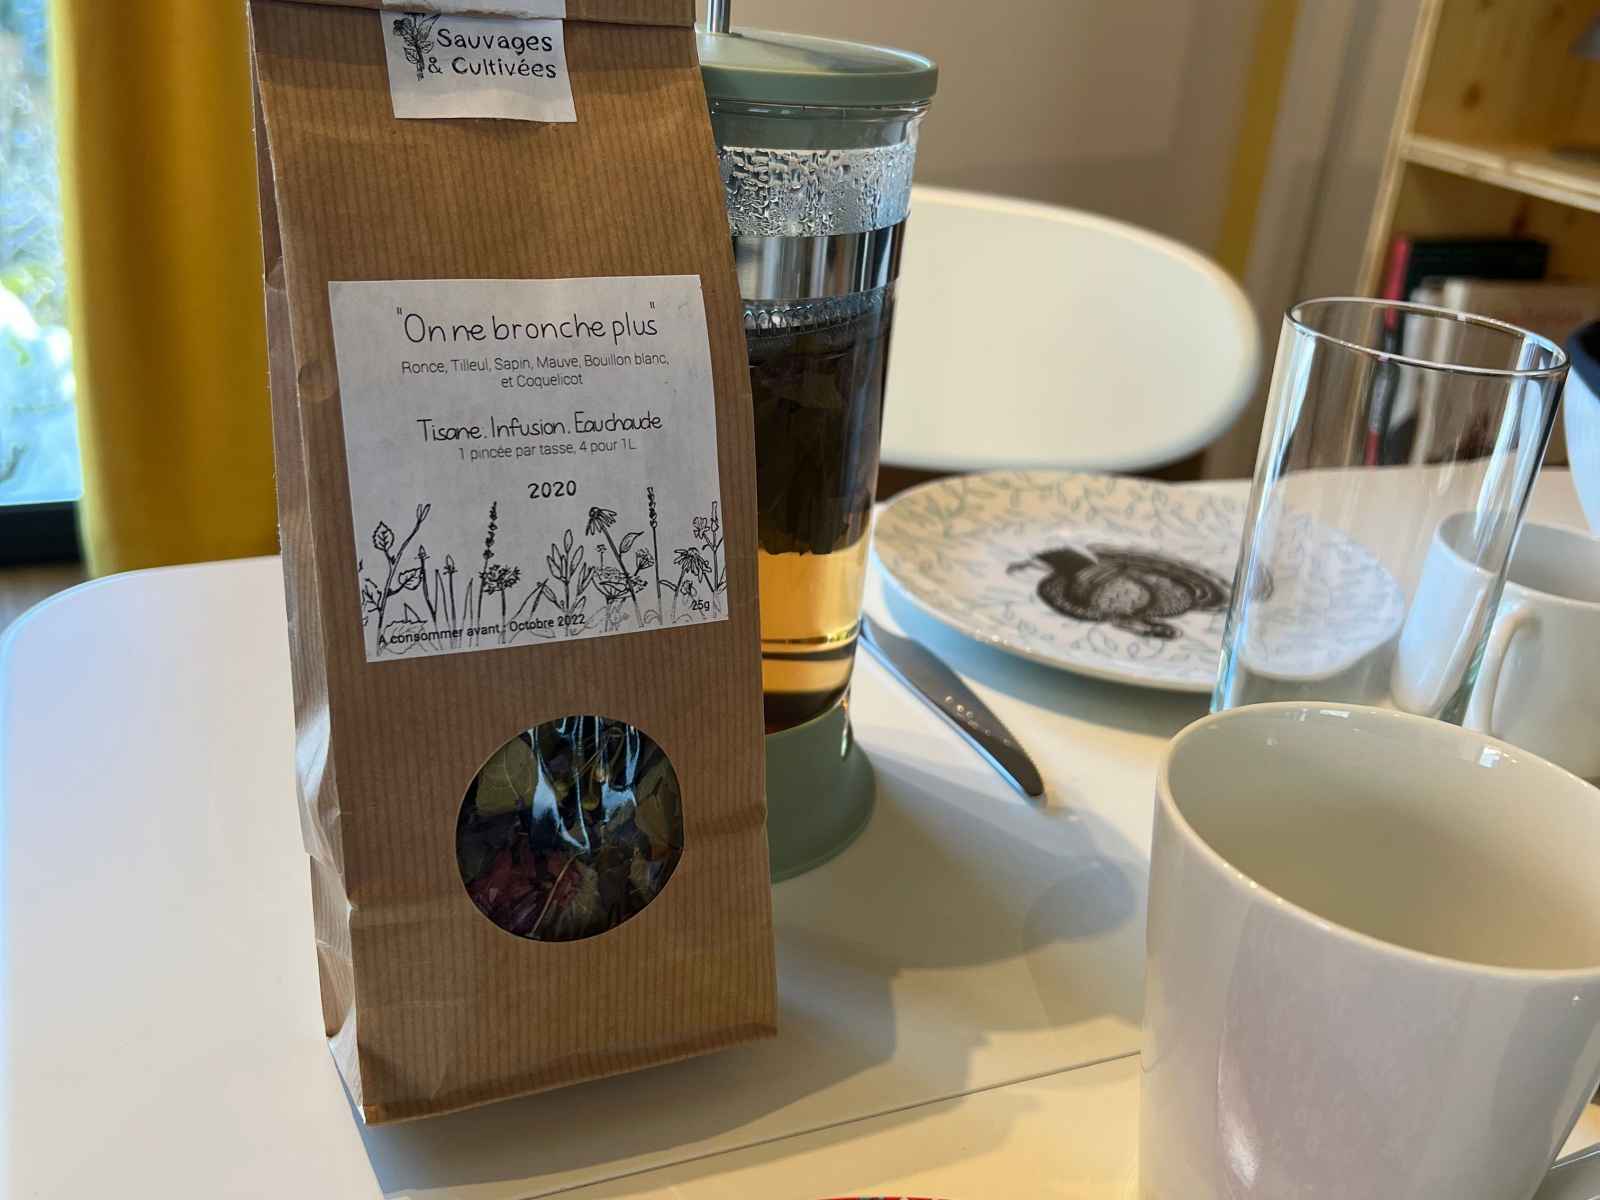 Sauvages
& Cultivées
"On ne bronche plus"
Ronce, Tilleul, Sapin, Mauve, Bouillon blanc,
et Coquelicot
Tisane. Infusion. Eau chaude
1 pincée par tasse, 4 pour 1L
2020
25g
A consommer avant : Octobre 2022